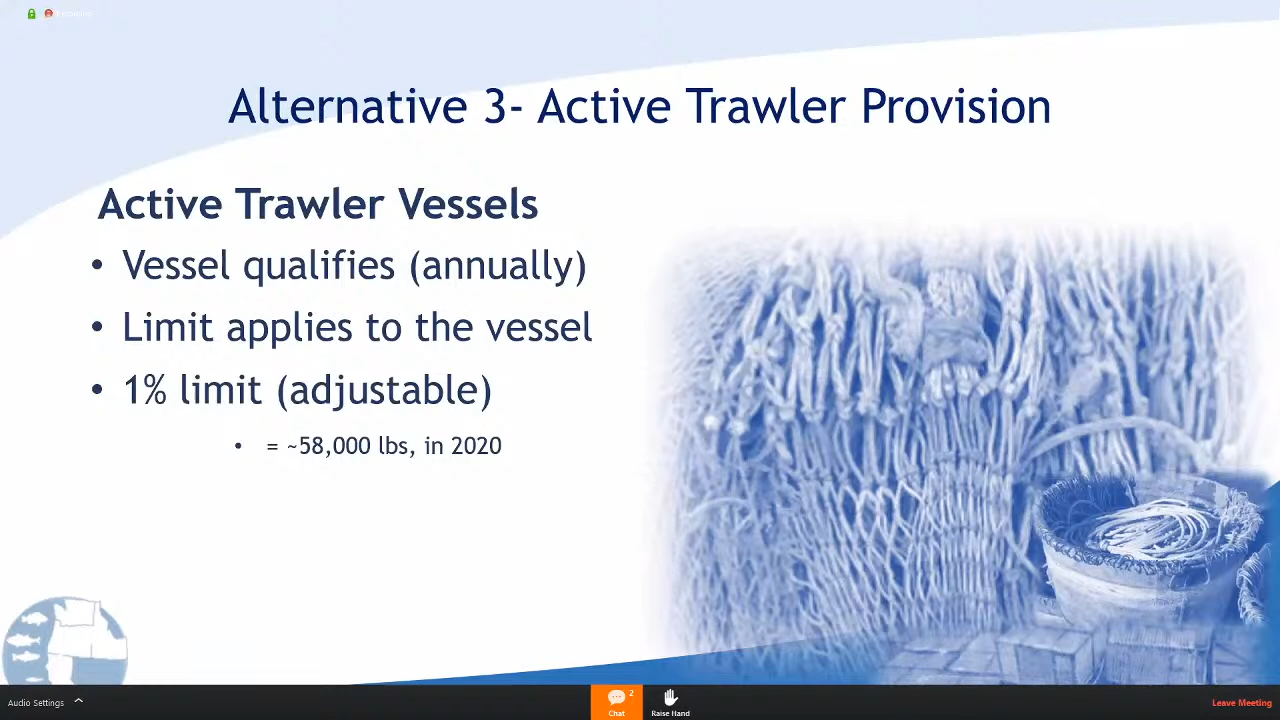 Alternative 3- Active Trawler Provision
Active Trawler Vessels
• Vessel qualifies (annually)
• Limit applies to the vessel
• 1% limit (adjustable)
• = ~58,000 lbs, in 2020
Audio Settings
2
Chat
Raise Hand
Leave Meeting